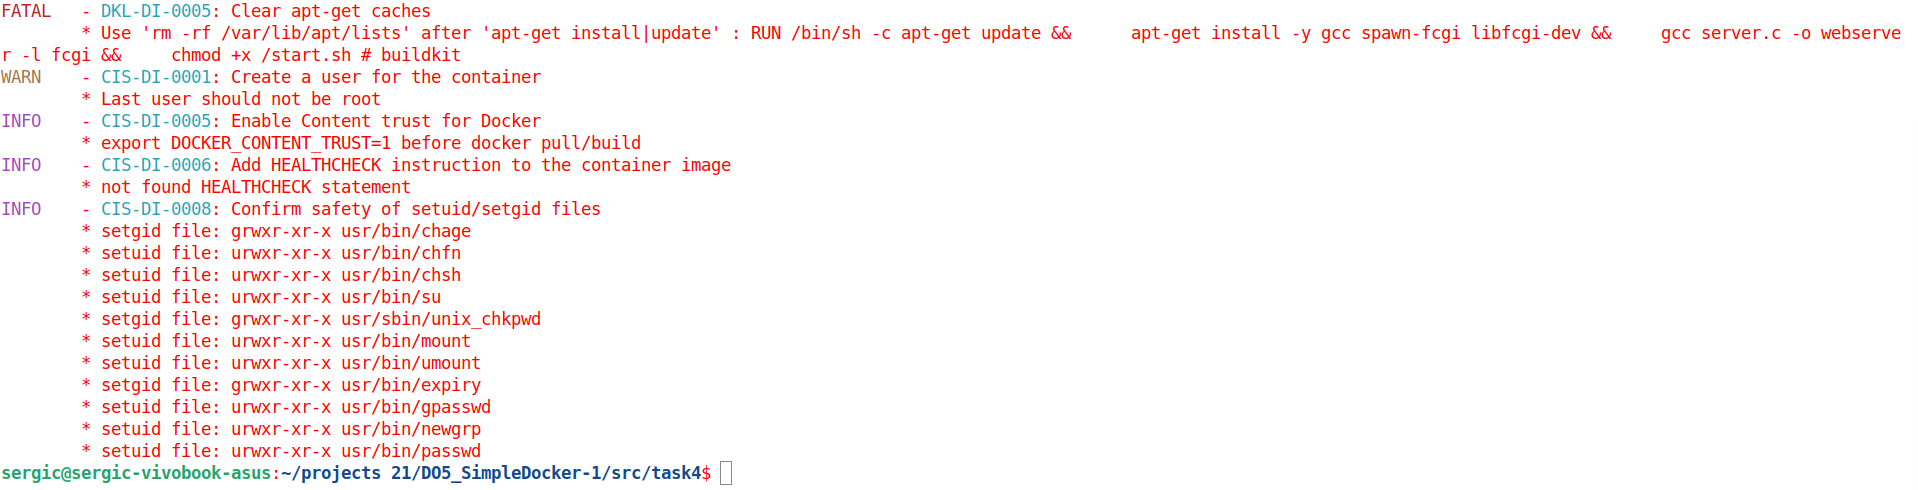 FATAL   - DKL-DI-0005: Clear apt-get caches
        * Use 'rm -rf /var/lib/apt/lists' after 'apt-get install|update' : RUN /bin/sh -c apt-get update &&      apt-get install -y gcc spawn-fcgi libfcgi-dev &&     gcc server.c -o webserve
r -l fcgi &&     chmod +x /start.sh # buildkit
WARN    - CIS-DI-0001: Create a user for the container
        * Last user should not be root
INFO    - CIS-DI-0005: Enable Content trust for Docker
        * export DOCKER_CONTENT_TRUST=1 before docker pull/build
INFO    - CIS-DI-0006: Add HEALTHCHECK instruction to the container image
        * not found HEALTHCHECK statement
INFO    - CIS-DI-0008: Confirm safety of setuid/setgid files
        * setgid file: grwxr-xr-x usr/bin/chage
        * setuid file: urwxr-xr-x usr/bin/chfn
        * setuid file: urwxr-xr-x usr/bin/chsh
        * setuid file: urwxr-xr-x usr/bin/su
        * setgid file: grwxr-xr-x usr/sbin/unix_chkpwd
        * setuid file: urwxr-xr-x usr/bin/mount
        * setuid file: urwxr-xr-x usr/bin/umount
        * setgid file: grwxr-xr-x usr/bin/expiry
        * setuid file: urwxr-xr-x usr/bin/gpasswd
        * setuid file: urwxr-xr-x usr/bin/newgrp
        * setuid file: urwxr-xr-x usr/bin/passwd
sergic@sergic-vivobook-asus:~/projects 21/DO5_SimpleDocker-1/src/task4$